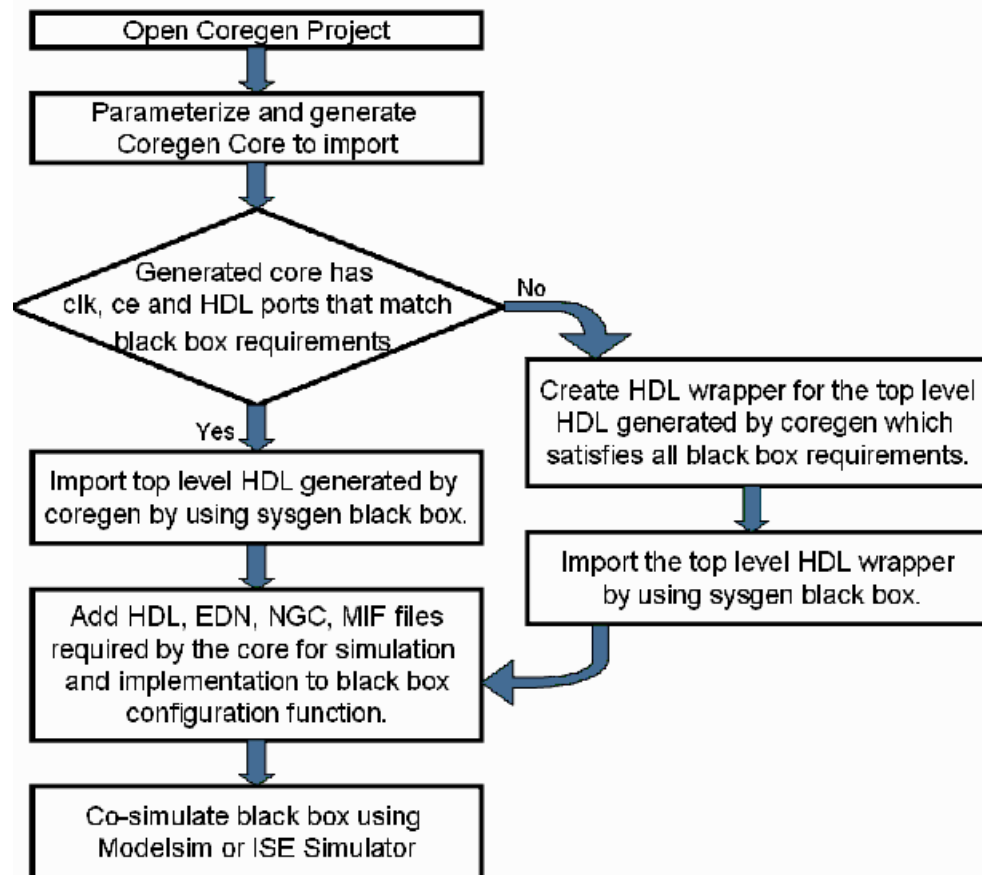 Open Coregen Project
Parameterize and generate
Coregen Core to import
Generated core has
clk, ce and HDL ports that match
black box requirements
No
Yes
Create HDL wrapper for the top level
HDL generated by coregen which
satisfies all black box requirements.
Import top level HDL generated by
coregen by using sysgen black box.
Import the top level HDL wrapper
by using sysgen black box.
Add HDL, EDN, NGC, MIF files
required by the core for simulation
and implementation to black box
configuration function.
Co-simulate black box using
Modelsim or ISE Simulator